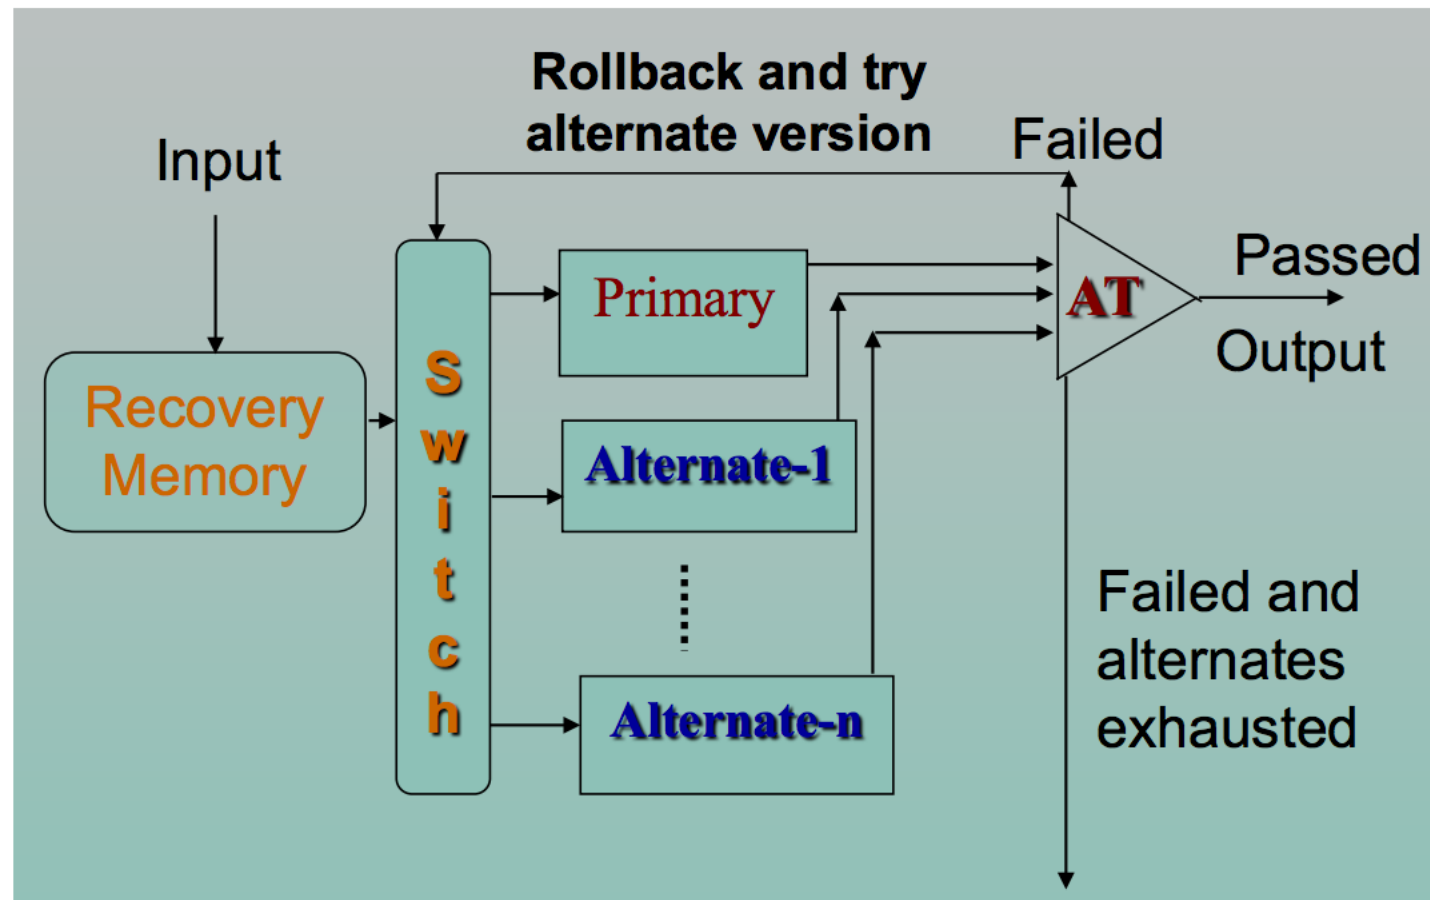 Rollback and try
alternate version
Failed
Input
Passed
Output
Primary
AT
Switch
Recovery
Memory
Alternate-1
Alternate-n
Failed and
alternates
exhausted